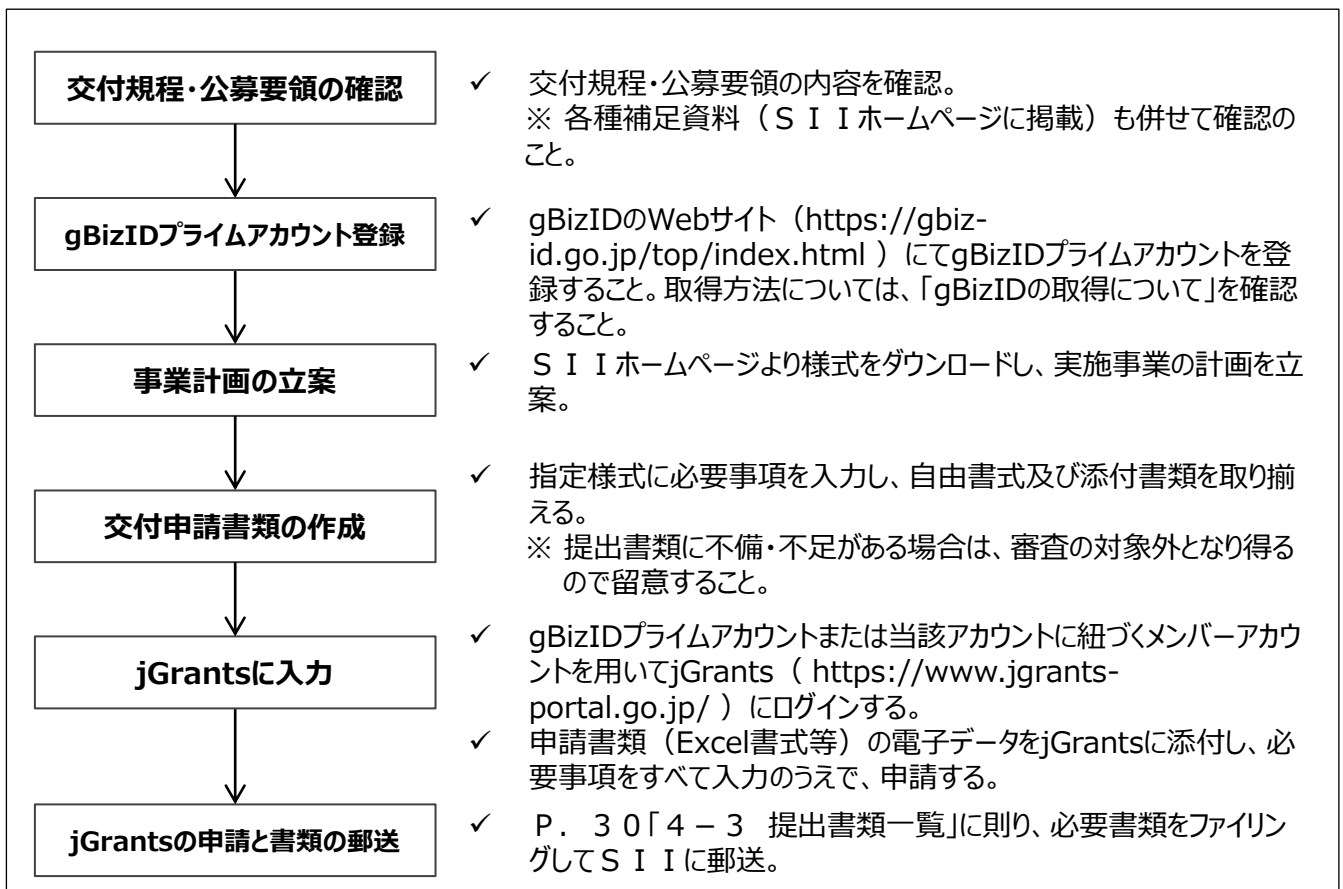 交付規程・公募要領の確認
✓ 交付規程・公募要領の内容を確認。
※ 各種補足資料（ＳＩＩホームページに掲載）も併せて確認の
こと。
gBizIDプライムアカウント登録
✓ gBizIDのWebサイト（https://gbiz-
id.go.jp/top/index.html ）にてgBizIDプライムアカウントを登
録すること。取得方法については、「gBizIDの取得について」を確認
すること。
事業計画の立案
✓ ＳＩＩホームページより様式をダウンロードし、実施事業の計画を立
案。
交付申請書類の作成
✓ 指定様式に必要事項を入力し、自由書式及び添付書類を取り揃
える。
※ 提出書類に不備・不足がある場合は、審査の対象外となり得る
ので留意すること。
jGrantsに入力
✓ gBizIDプライムアカウントまたは当該アカウントに紐づくメンバーアカウ
ントを用いてjGrants（ https://www.jgrants-
portal.go.jp/ ）にログインする。
✓ 申請書類（Excel書式等）の電子データをjGrantsに添付し、必
要事項をすべて入力のうえで、申請する。
jGrantsの申請と書類の郵送
✓ Ｐ．３０「４－３ 提出書類一覧」に則り、必要書類をファイリン
グしてＳＩＩに郵送。